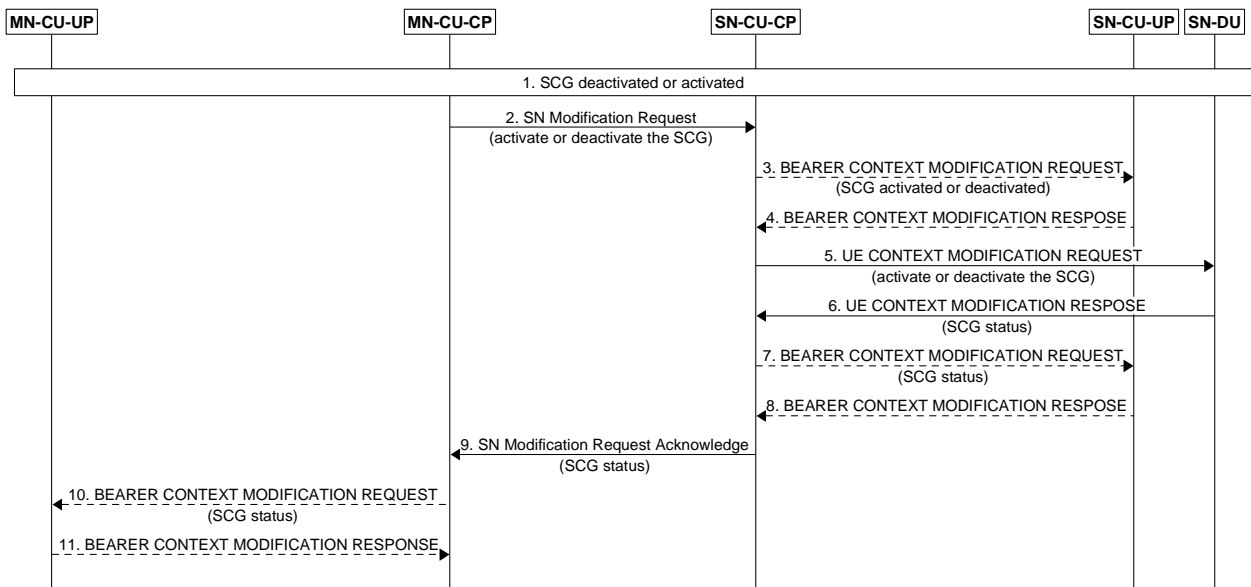 MN-CU-UP
MN-CU-CP
SN-CU-CP
SN-CU-UP
SN-DU
1. SCG deactivated or activated
2. SN Modification Request
(activate or deactivate the SCG)
3. BEARER CONTEXT MODIFICATION REQUEST
(SCG activated or deactivated)
4. BEARER CONTEXT MODIFICATION RESPOSE
5. UE CONTEXT MODIFICATION REQUEST
(activate or deactivate the SCG)
6. UE CONTEXT MODIFICATION RESPOSE
(SCG status)
7. BEARER CONTEXT MODIFICATION REQUEST
(SCG status)
8. BEARER CONTEXT MODIFICATION RESPOSE
9. SN Modification Request Acknowledge
(SCG status)
10. BEARER CONTEXT MODIFICATION REQUEST
(SCG status)
11. BEARER CONTEXT MODIFICATION RESPONSE